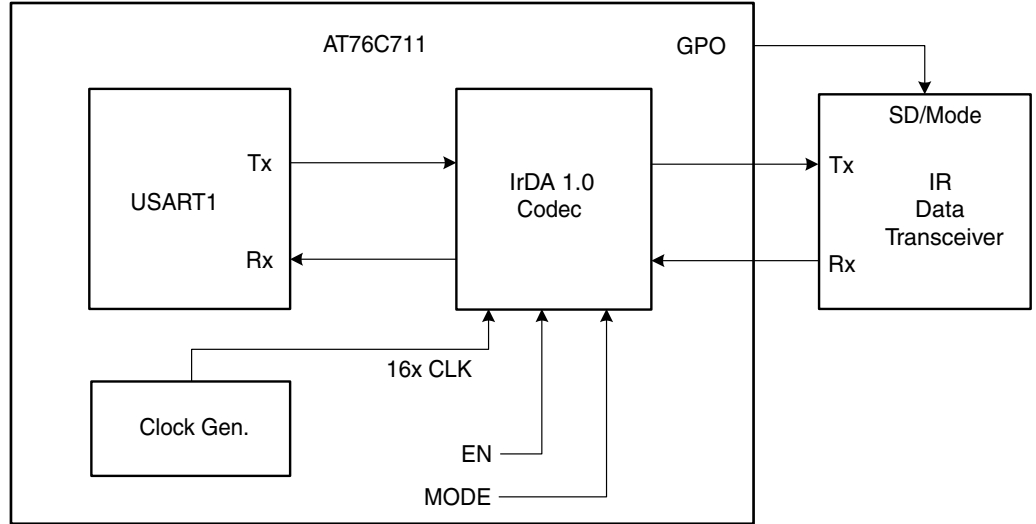 AT76C711
GPO
SD/Mode
Tx
Tx
IR
Data
Transceiver
IrDA 1.0
Codec
USART1
Rx
Rx
16x CLK
Clock Gen.
EN
MODE